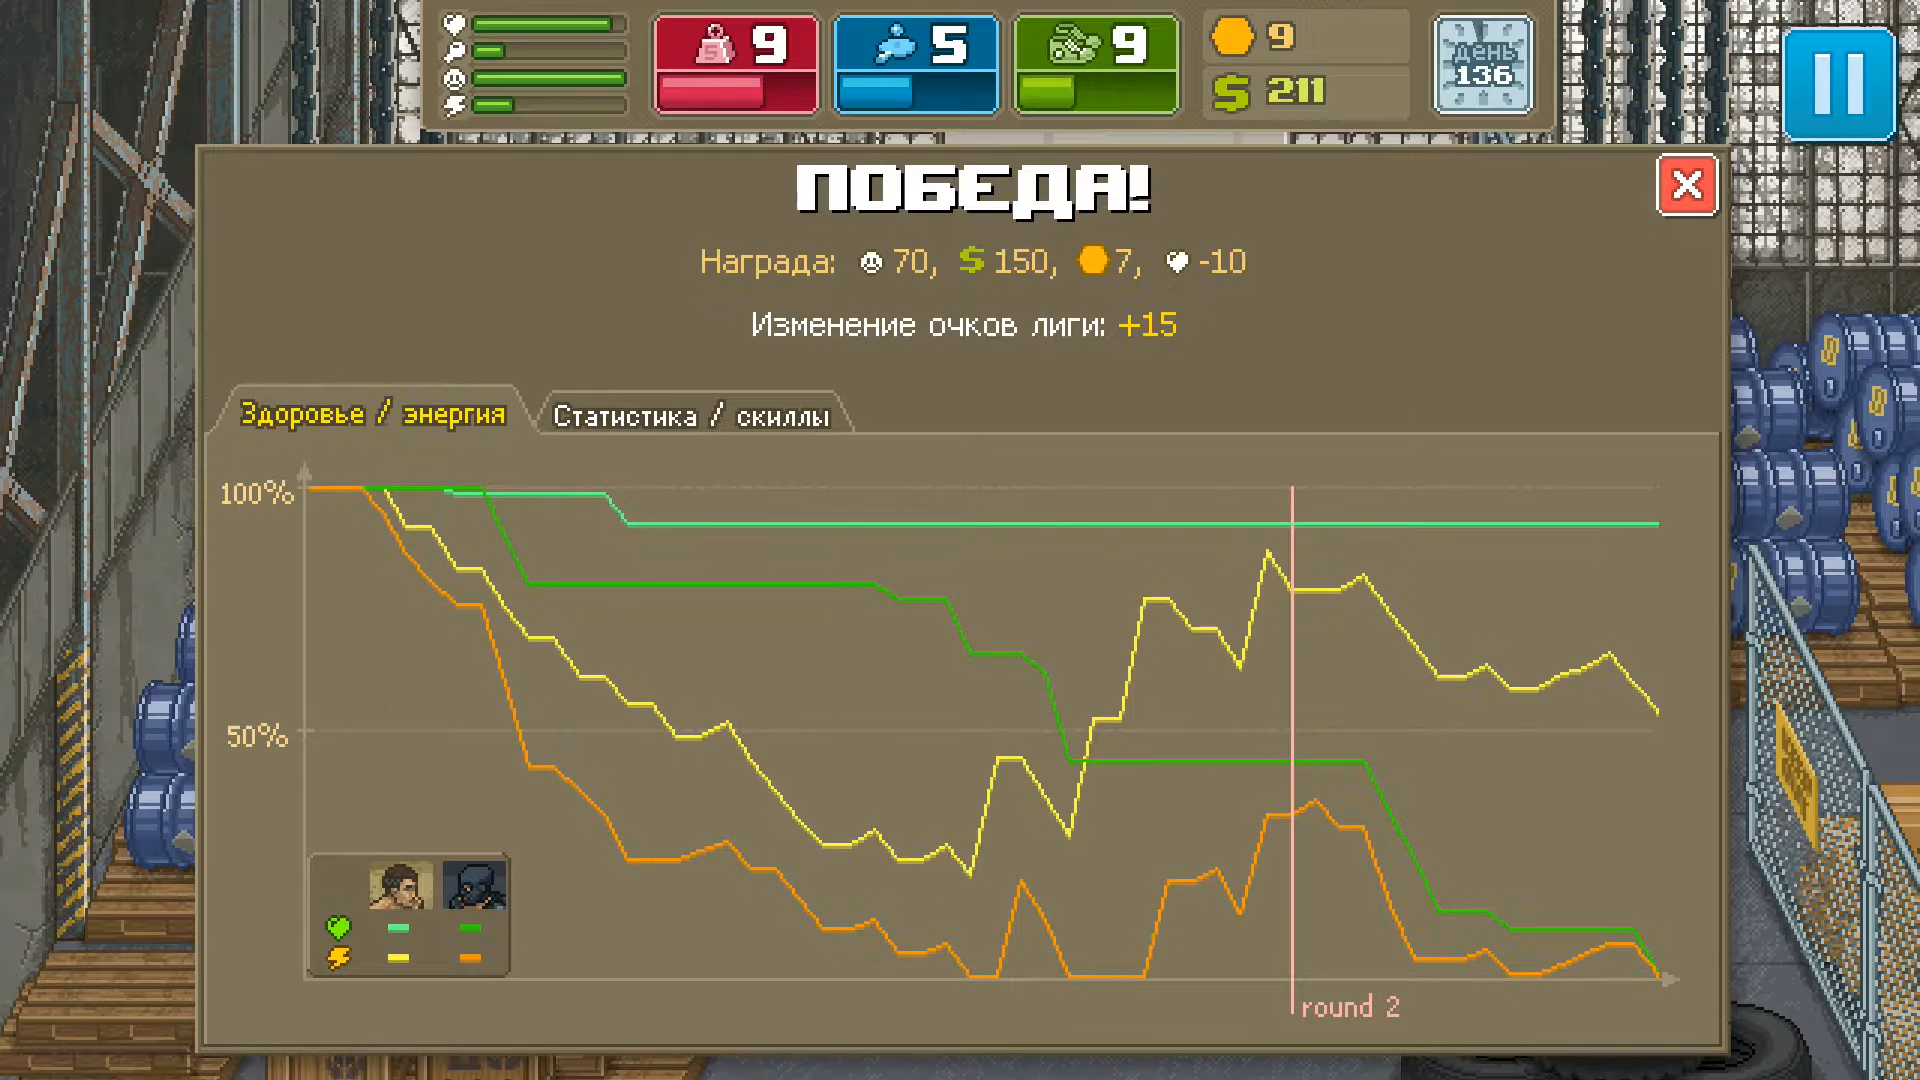 9
5
9
9
211
день
136
ПОБЕДА!
Награда: 70, $ 150, 7, -10
Изменение очков лиги: +15
Здоровье / энергия
Статистика / скиллы
100%
50%
round 2